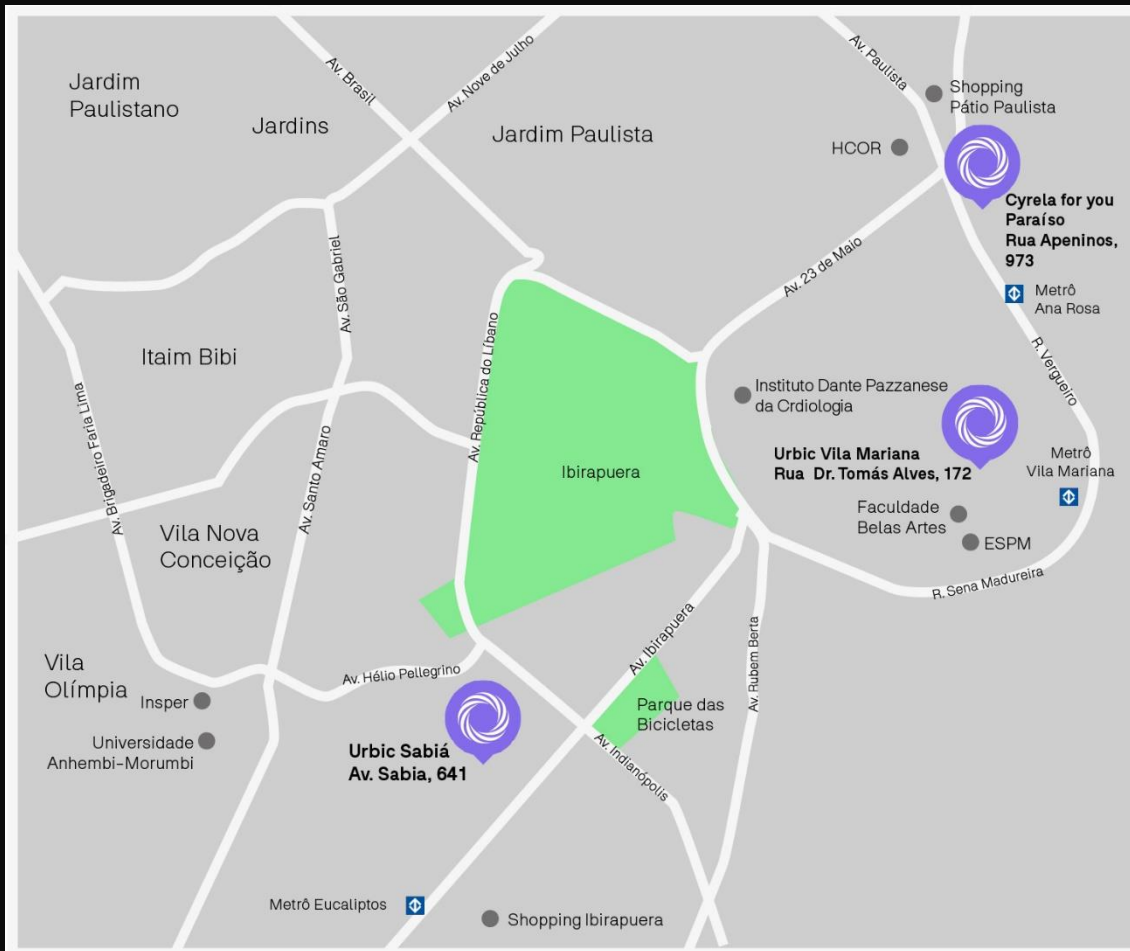 Jardim
Paulistano
Jardins
Av. Brasil
Av. Nove de Julho
Jardim Paulista
Av. Paulista
Shopping
Pátio Paulista
HCOR
Cyrela for you
Paraíso
Rua Apeninos,
973
Metrô
Ana Rosa
Av. 23 de Maio
Av. São Gabriel
Itaim Bibi
Av. República do Líbano
R. Vergueiro
Instituto Dante Pazzanese
da Crdiologia
Av. Brigadeiro Faria Lima
Av. Santo Amaro
Ibirapuera
Urbic Vila Mariana
Rua Dr. Tomás Alves, 172
Metrô
Vila Mariana
Faculdade
Belas Artes
ESPM
Vila Nova
Conceição
R. Sena Madureira
Av. Ibirapuera
Av. Rubem Berta
Vila
Olímpia
Av. Hélio Pellegrino
Insper
Parque das
Bicicletas
Universidade
Anhembi-Morumbi
Urbic Sabiá
Av. Sabia, 641
Av. Indianópolis
Metrô Eucaliptos
Shopping Ibirapuera